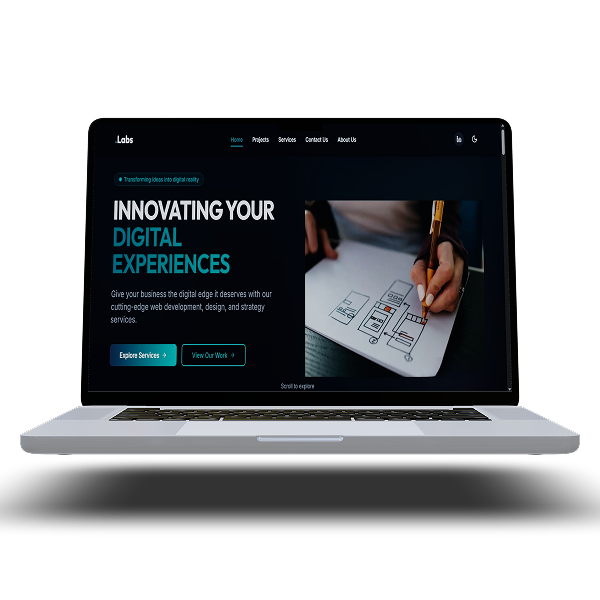 .Labs
Home Projects Services Contact Us About Us
Transforming ideas into digital reality
INNOVATING YOUR
DIGITAL
EXPERIENCES
Give your business the digital edge it deserves with our
cutting-edge web development, design, and strategy
services.
Explore Services →
View Our Work →
Scroll to explore